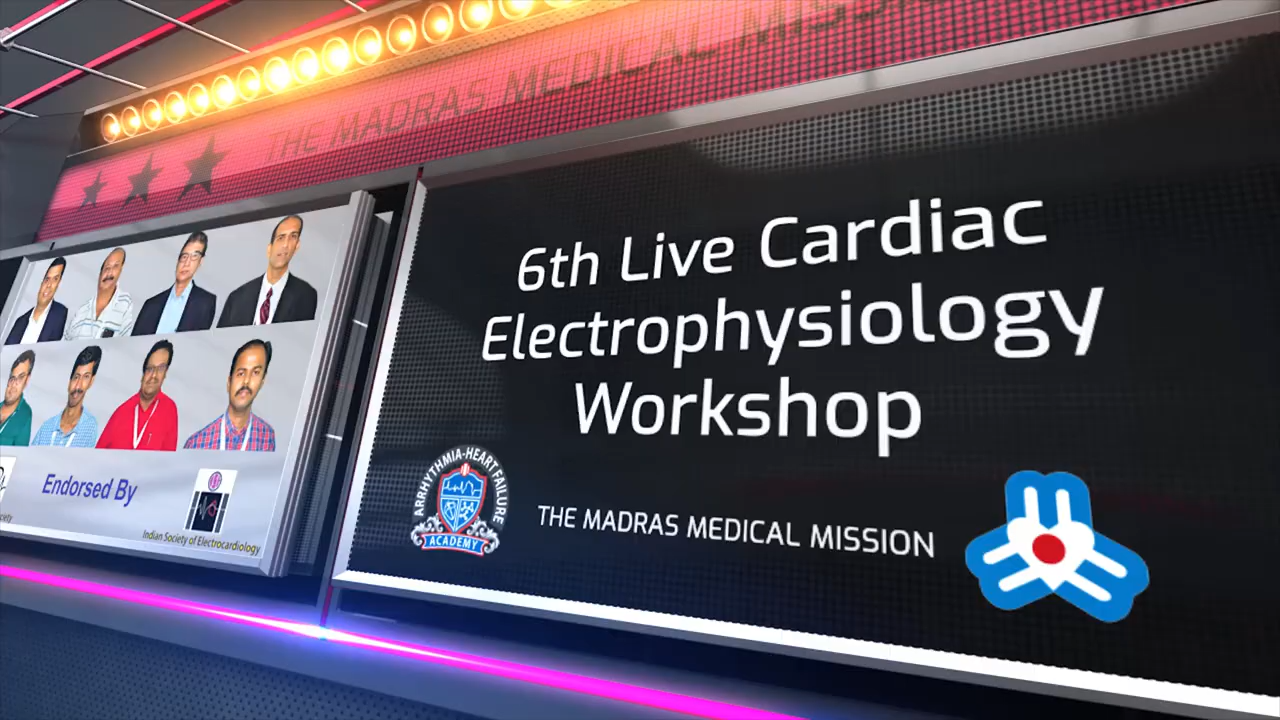 THE MADRAS MEDICAL MISSION
6th Live Cardiac
Electrophysiology
Workshop
ARRHYTHMIA-HEART FAILURE
ACADEMY
THE MADRAS MEDICAL MISSION
Endorsed By
Indian Society of Electrocardiology